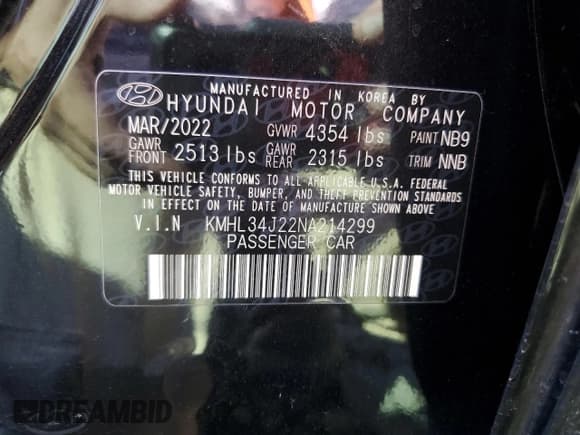 MANUFACTURED IN KOREA BY
HYUNDAI MOTOR COMPANY
MAR/2022 GVWR 4354 lbs PAINT NB9
GAWR FRONT 2513 lbs GAWR REAR 2315 lbs TRIM NNB
THIS VEHICLE CONFORMS TO ALL APPLICABLE U.S.A. FEDERAL
MOTOR VEHICLE SAFETY, BUMPER, AND THEFT PREVENTION STANDARDS
IN EFFECT ON THE DATE OF MANUFACTURE SHOWN ABOVE.
V.I.N KMHL34J22NA214299
PASSENGER CAR
DREAMBID